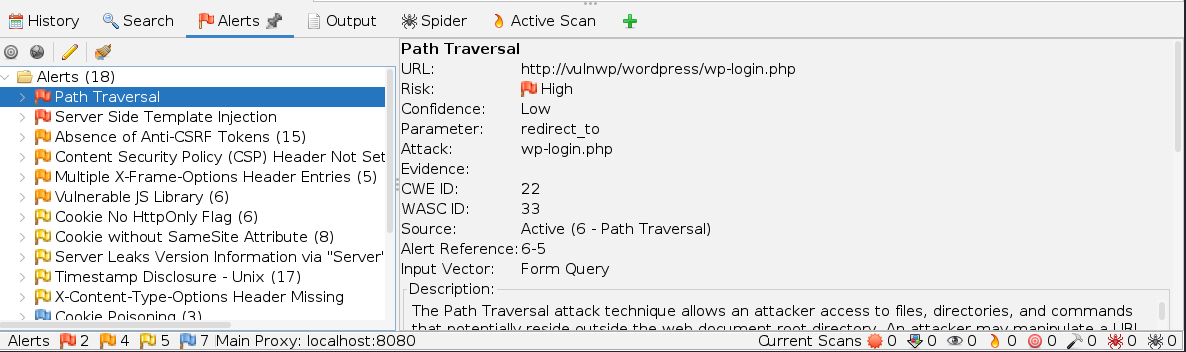 History Search Alerts Output Spider Active Scan
Alerts (18)
Path Traversal
Server Side Template Injection
Absence of Anti-CSRF Tokens (15)
Content Security Policy (CSP) Header Not Set
Multiple X-Frame-Options Header Entries (5)
Vulnerable JS Library (6)
Cookie No HttpOnly Flag (6)
Cookie without SameSite Attribute (8)
Server Leaks Version Information via "Server"
Timestamp Disclosure - Unix (17)
X-Content-Type-Options Header Missing
Cookie Poisoning (3)
Path Traversal
URL: http://vulnwp/wordpress/wp-login.php
Risk: High
Confidence: Low
Parameter: redirect_to
Attack: wp-login.php
Evidence:
CWE ID: 22
WASC ID: 33
Source: Active (6 - Path Traversal)
Alert Reference: 6-5
Input Vector: Form Query
Description:
The Path Traversal attack technique allows an attacker access to files, directories, and commands
that potentially reside outside the web document root directory. An attacker may manipulate a URL
Alerts 2 4 5 7 Main Proxy: localhost:8080 Current Scans 0 0 0 0 0 0 0 0